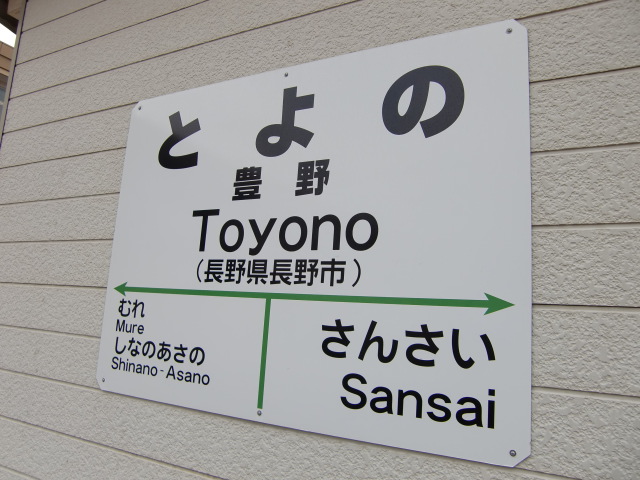 とよの
豊野
Toyono
(長野県長野市)
むれ
Mure
しなのあさの
Shinano-Asano
さんさい
Sansai